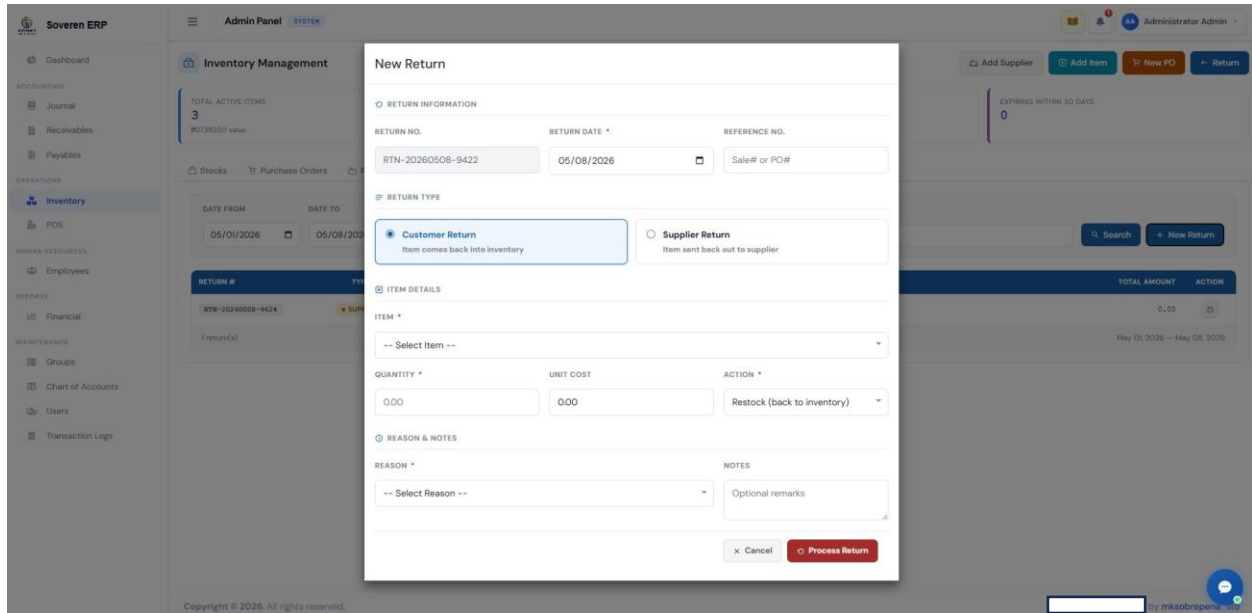 Soveren ERP
Admin Panel SYSTEM
AA Administrator Admin
Dashboard
ACCOUNTING
Journal
Receivables
Payables
OPERATIONS
Inventory
POS
HUMAN RESOURCES
Employees
REPORTS
Financial
MAINTENANCE
Groups
Chart of Accounts
Users
Transaction Logs
Inventory Management
Add Supplier
Add Item
New PO
← Return
TOTAL ACTIVE ITEMS
3
EXPIRING WITHIN 30 DAYS
0
Stocks
Purchase Orders
DATE FROM
DATE TO
05/01/2026
05/08/202
Search
+ New Return
RETURN #
TYP
TOTAL AMOUNT
ACTION
0.00
1 return(s)
May 01, 2026 — May 08, 2026
New Return
RETURN INFORMATION
RETURN NO.
RETURN DATE *
REFERENCE NO.
RTN-20260508-9422
05/08/2026
Sale# or PO#
RETURN TYPE
Customer Return
Item comes back into inventory
Supplier Return
Item sent back out to supplier
ITEM DETAILS
ITEM *
-- Select Item --
QUANTITY *
UNIT COST
ACTION *
0.00
0.00
Restock (back to inventory)
REASON & NOTES
REASON *
NOTES
-- Select Reason --
Optional remarks
× Cancel
Process Return
Copyright © 2026. All rights reserved.
by mksobrepena